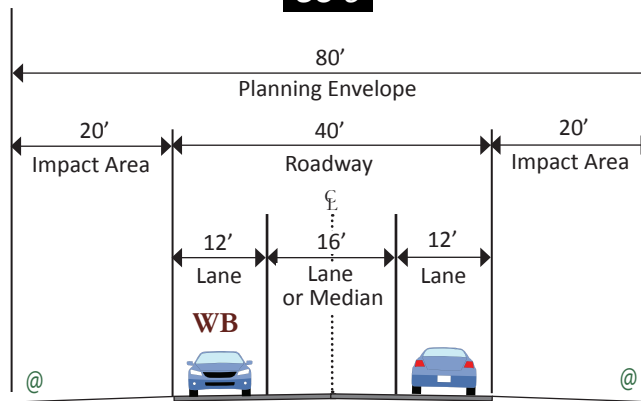 80’
Planning Envelope
20’
Impact Area
40’
Roadway
20’
Impact Area
℄
12’
Lane
16’
Lane
or Median
12’
Lane
WB
@
@